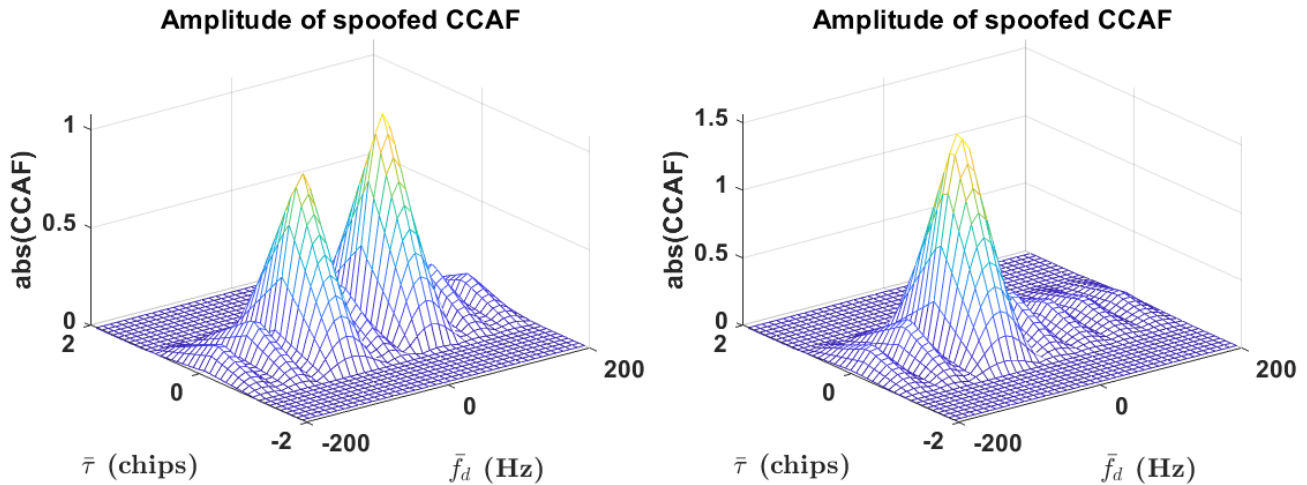 Amplitude of spoofed CCAF
abs(CCAF)
1
0.5
0
2
0
-2
-200
0
200
τ̄ (chips)
f̄_d (Hz)
Amplitude of spoofed CCAF
abs(CCAF)
1.5
1
0.5
0
2
0
-2
-200
0
200
τ̄ (chips)
f̄_d (Hz)